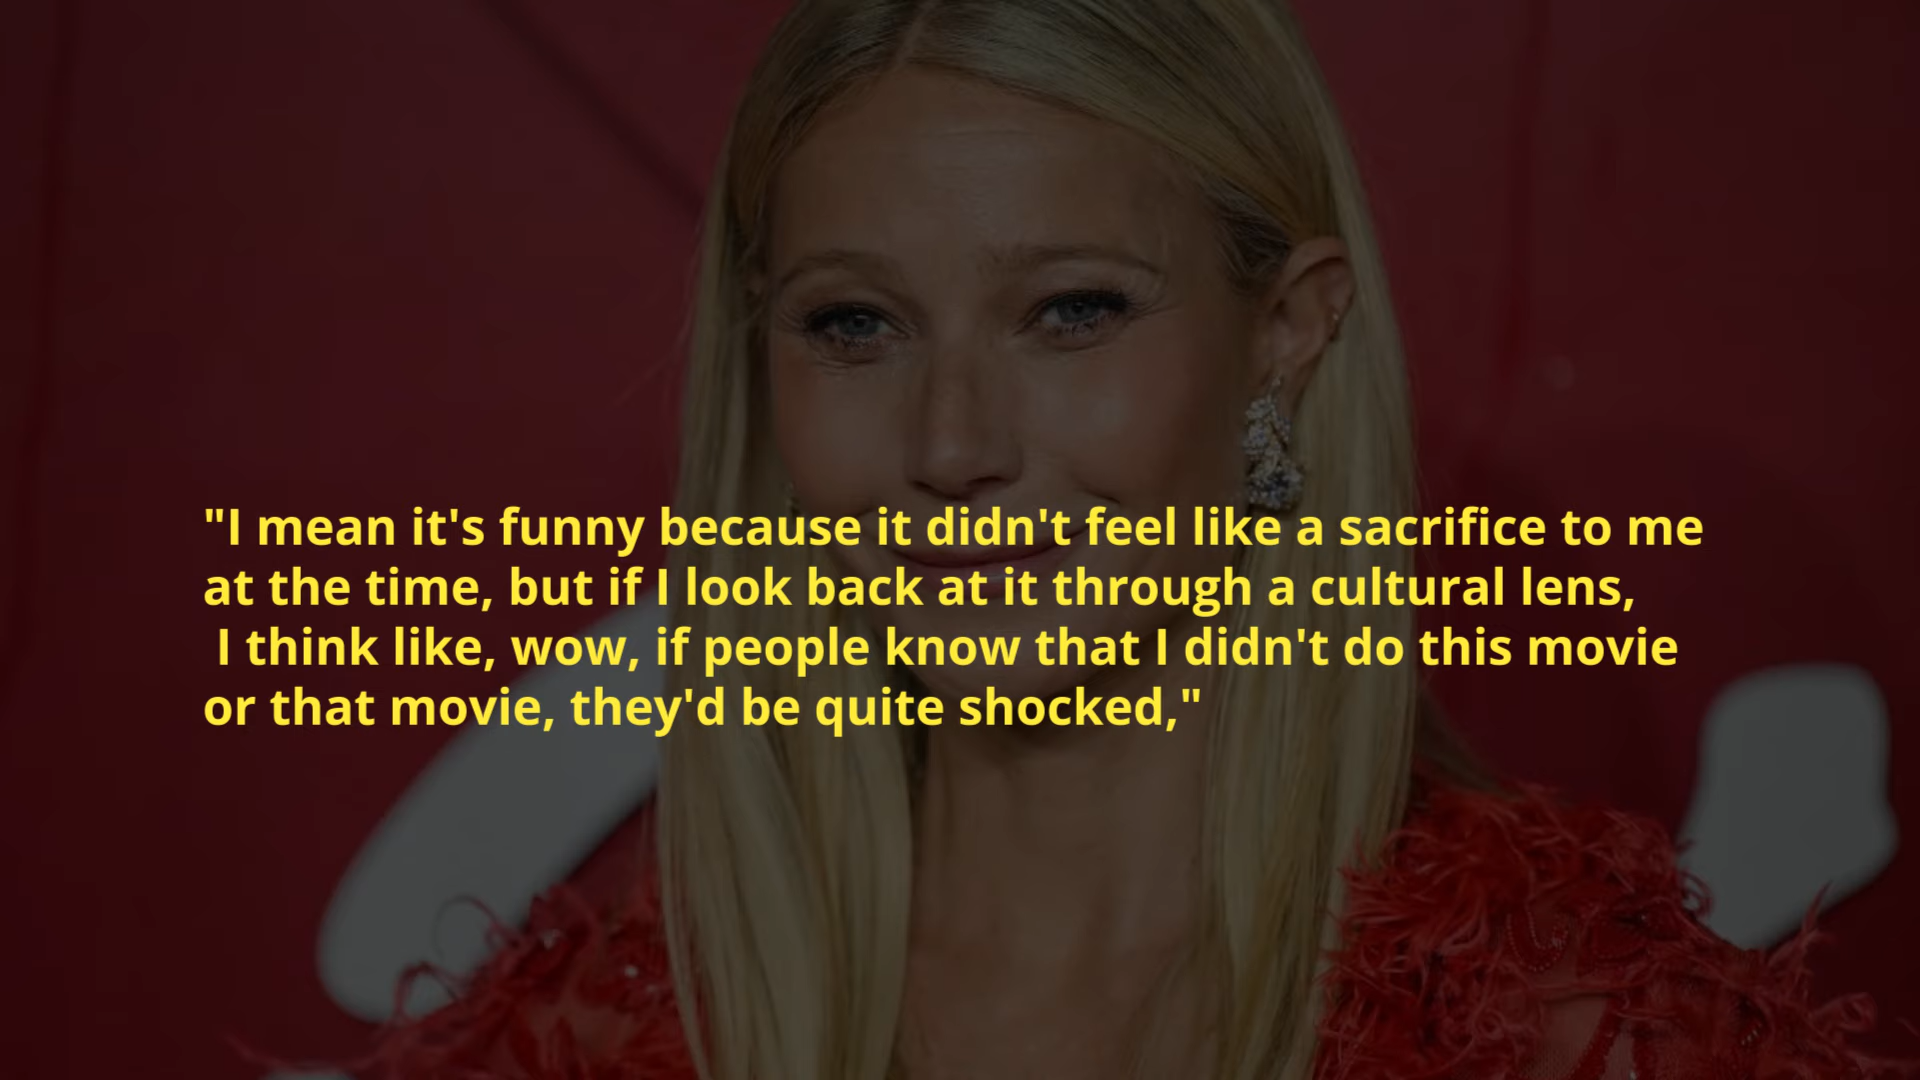 "I mean it's funny because it didn't feel like a sacrifice to me
at the time, but if I look back at it through a cultural lens,
I think like, wow, if people know that I didn't do this movie
or that movie, they'd be quite shocked,"